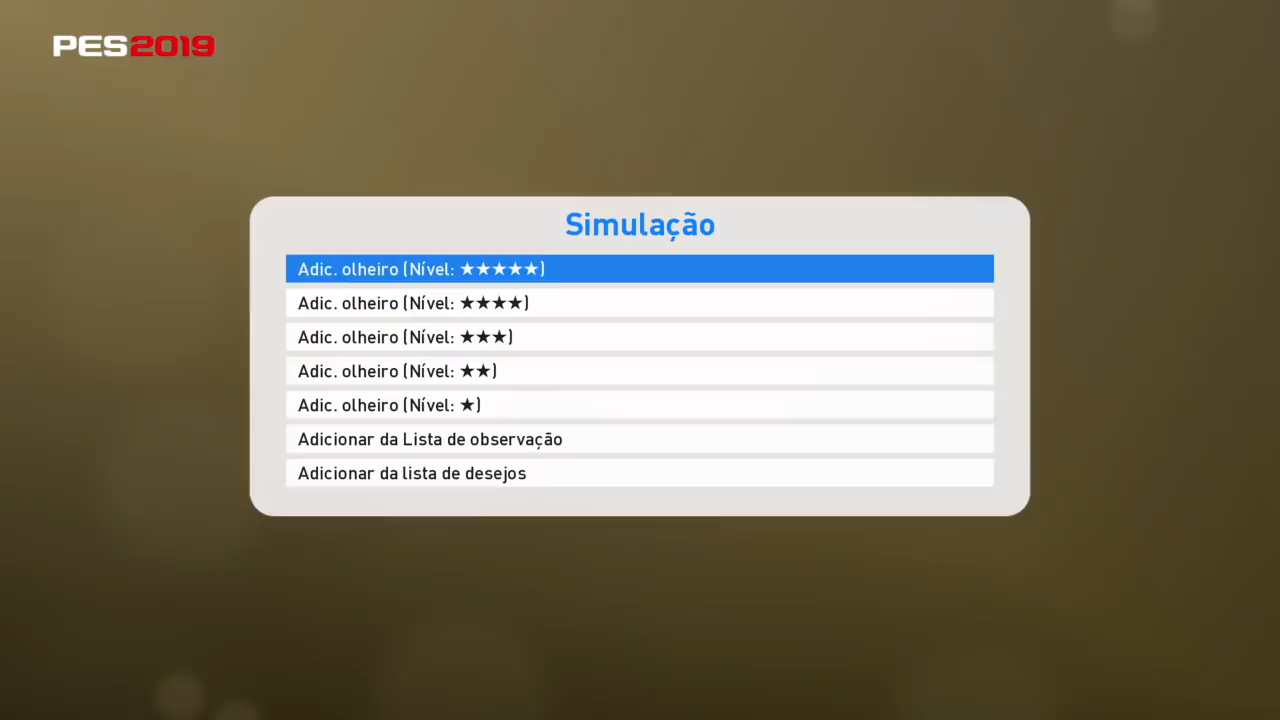 PES2019
Simulação
Adic. olheiro (Nível: ★★★★★)
Adic. olheiro (Nível: ★★★★)
Adic. olheiro (Nível: ★★★)
Adic. olheiro (Nível: ★★)
Adic. olheiro (Nível: ★)
Adicionar da Lista de observação
Adicionar da lista de desejos